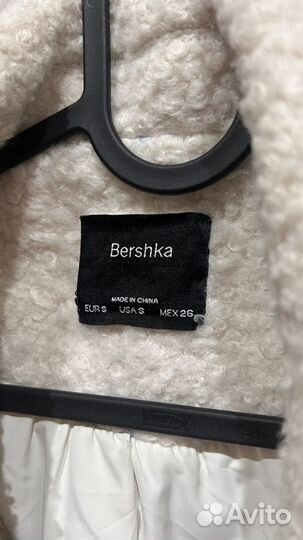 Bershka
MADE IN CHINA
EUR S USA S MEX 26
Avito